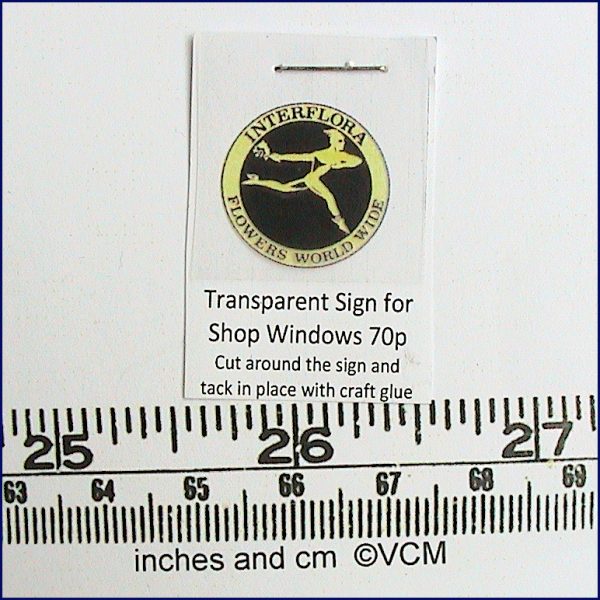 INTERFLORA
FLOWERS WORLD WIDE
Transparent Sign for
Shop Windows 70p
Cut around the sign and
tack in place with craft glue
25 26 27
63 64 65 66 67 68 69
inches and cm ©VCM